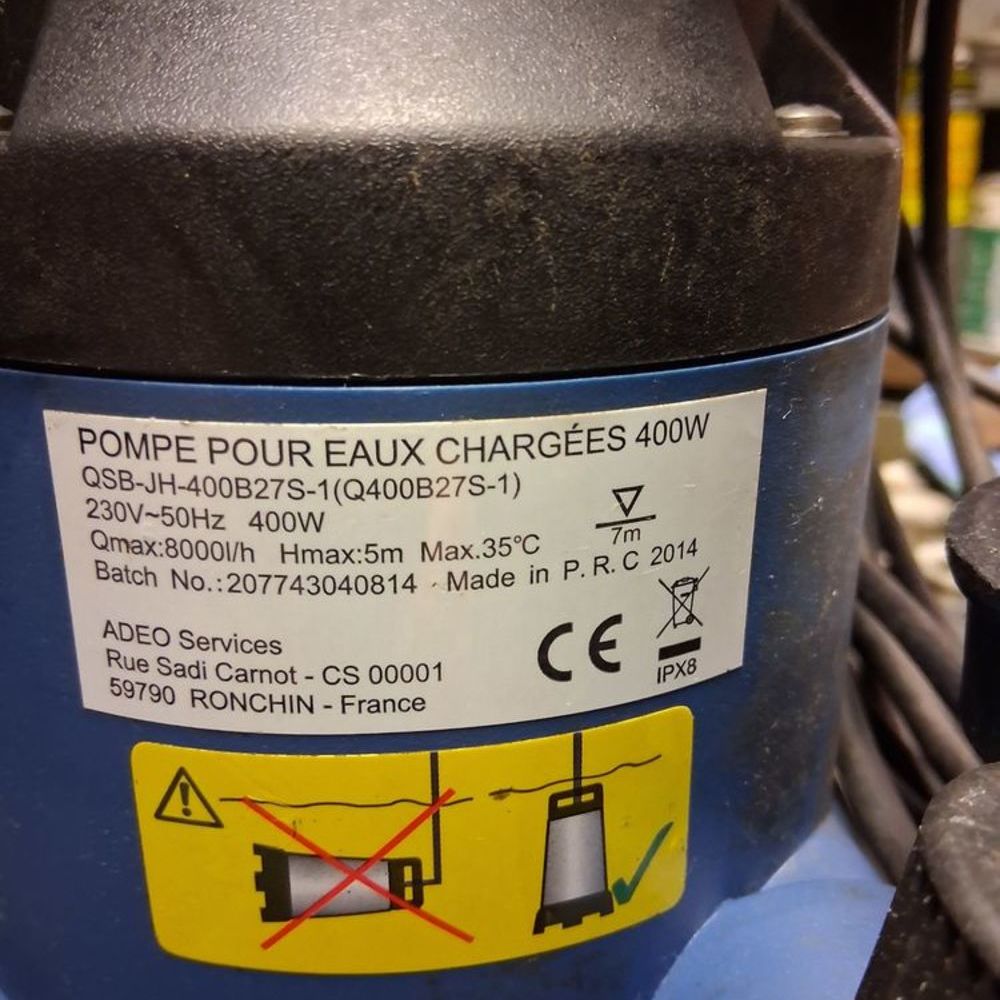 POMPE POUR EAUX CHARGÉES 400W
QSB-JH-400B27S-1(Q400B27S-1)
230V~50Hz 400W
7m
Qmax:8000l/h Hmax:5m Max.35°C
Batch No.:207743040814 Made in P.R.C 2014
ADEO Services
Rue Sadi Carnot - CS 00001
59790 RONCHIN - France
CE
IPX8